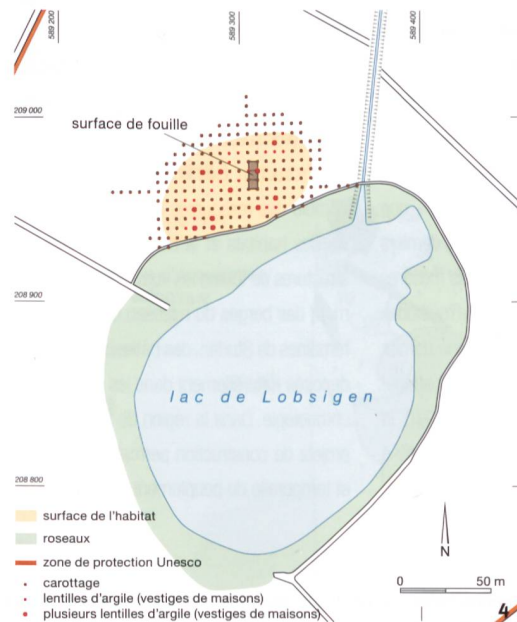 589 200
589 300
589 400
209 000
surface de fouille
208 900
lac de Lobsigen
208 800
surface de l'habitat
roseaux
zone de protection Unesco
carottage
lentilles d'argile (vestiges de maisons)
plusieurs lentilles d'argile (vestiges de maisons)
N
0 50 m
4